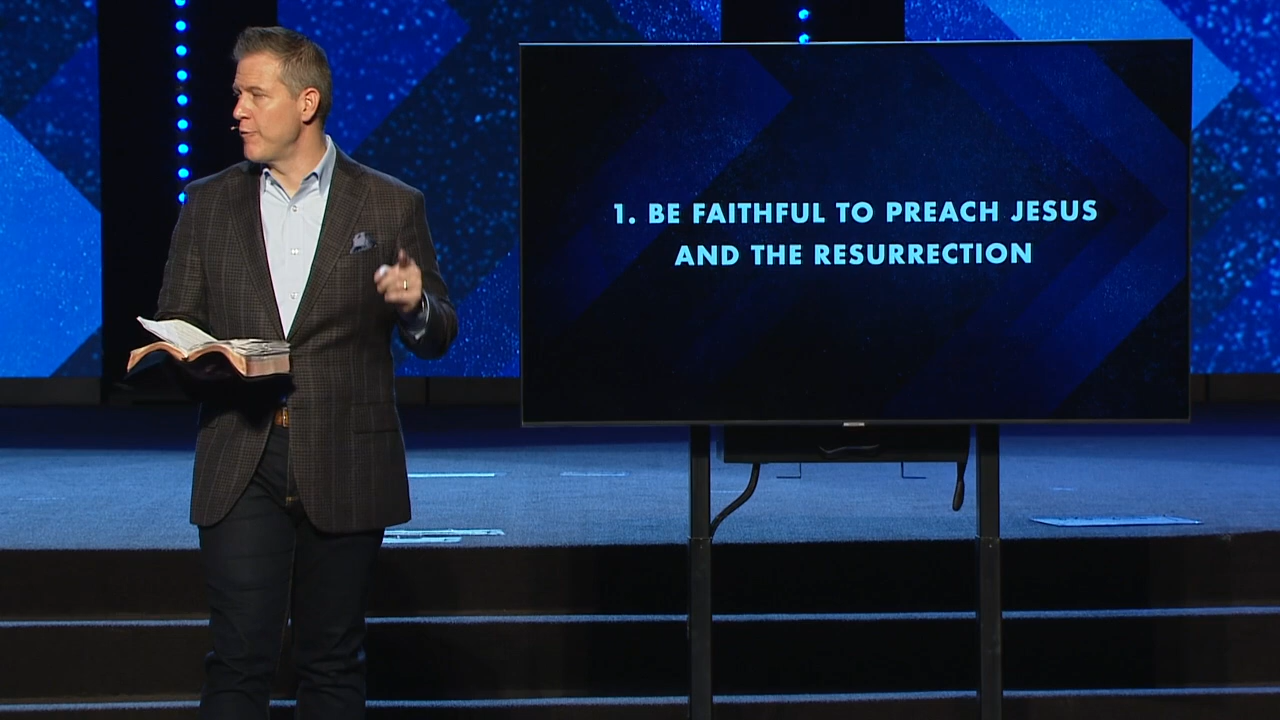 1. BE FAITHFUL TO PREACH JESUS
AND THE RESURRECTION